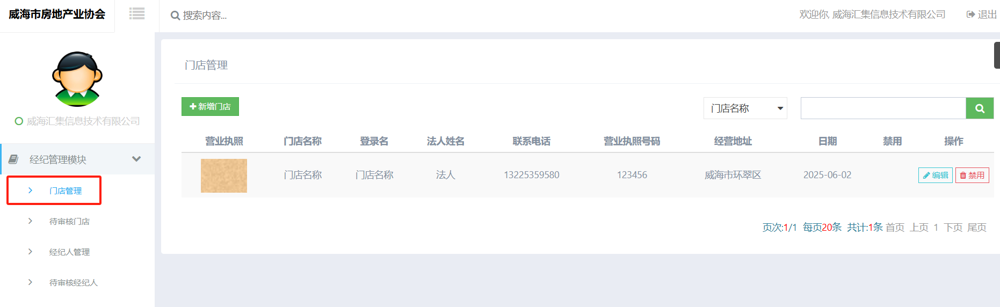 威海市房地产业协会
搜索内容...
欢迎你, 威海汇集信息技术有限公司
退出
威海汇集信息技术有限公司
经纪管理模块
门店管理
待审核门店
经纪人管理
待审核经纪人
门店管理
新增门店
门店名称
营业执照 门店名称 登录名 法人姓名 联系电话 营业执照号码 经营地址 日期 禁用 操作
门店名称 门店名称 法人 13225359580 123456 威海市环翠区 2025-06-02 编辑 禁用
页次:1/1 每页20条 共计:1条 首页 上页 1 下页 尾页